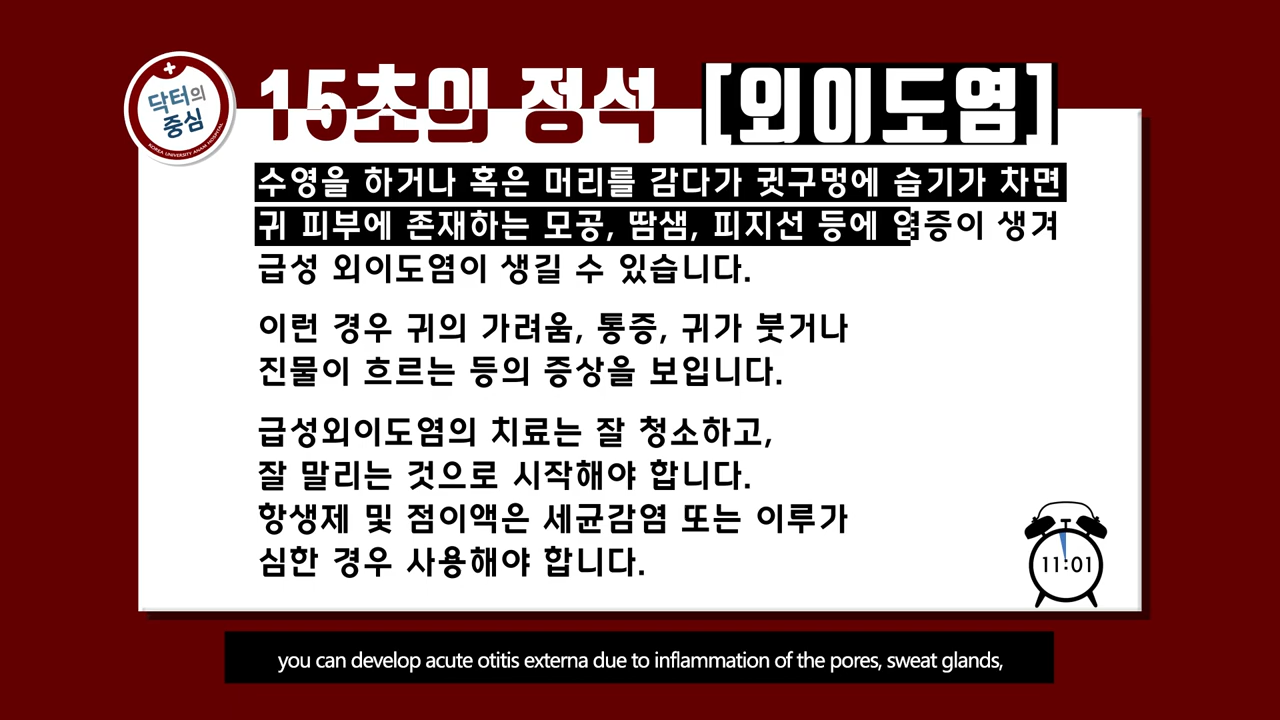 닥터의
중심
KOREA UNIVERSITY ANAM HOSPITAL
15초의 정석 [외이도염]
수영을 하거나 혹은 머리를 감다가 귓구멍에 습기가 차면
귀 피부에 존재하는 모공, 땀샘, 피지선 등에 염증이 생겨
급성 외이도염이 생길 수 있습니다.
이런 경우 귀의 가려움, 통증, 귀가 붓거나
진물이 흐르는 등의 증상을 보입니다.
급성외이도염의 치료는 잘 청소하고,
잘 말리는 것으로 시작해야 합니다.
항생제 및 점이액은 세균감염 또는 이루가
심한 경우 사용해야 합니다.
11:01
you can develop acute otitis externa due to inflammation of the pores, sweat glands,